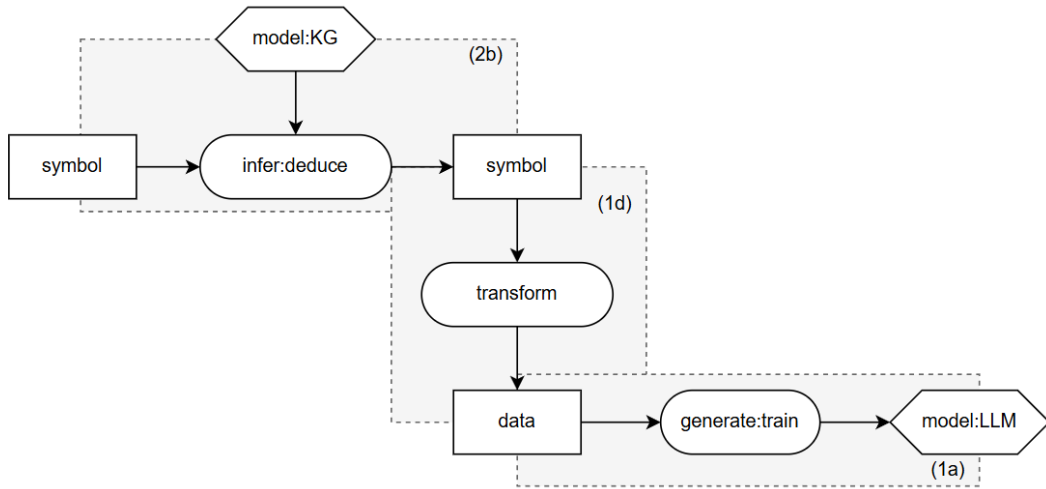 model:KG
(2b)
symbol
infer:deduce
symbol
(1d)
transform
data
generate:train
model:LLM
(1a)